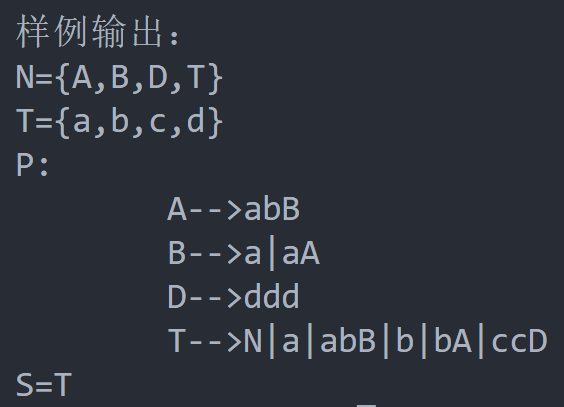 样例输出:
N={A,B,D,T}
T={a,b,c,d}
P:
A-->abB
B-->a|aA
D-->ddd
T-->N|a|abB|b|bA|ccD
S=T